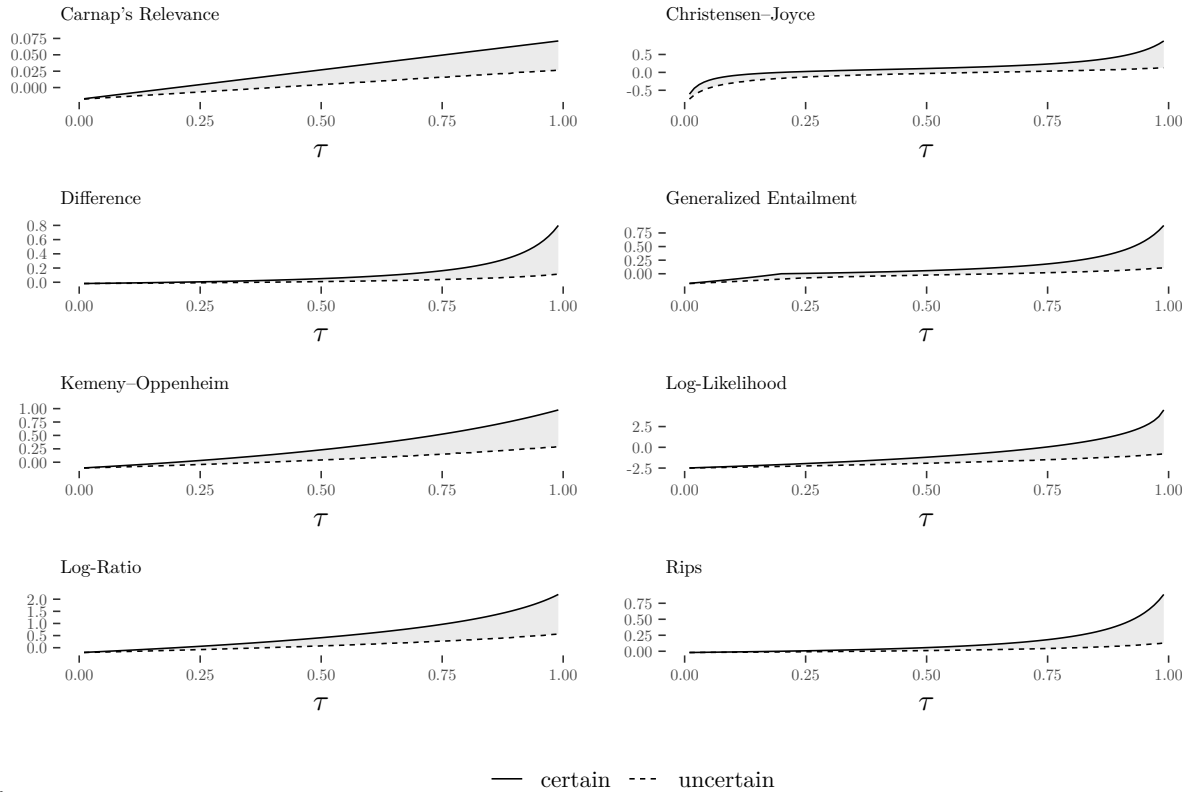 Carnap's Relevance
0.075
0.050
0.025
0.000
0.00 0.25 0.50 0.75 1.00
τ
Christensen–Joyce
0.5
0.0
-0.5
0.00 0.25 0.50 0.75 1.00
τ
Difference
0.8
0.6
0.4
0.2
0.0
0.00 0.25 0.50 0.75 1.00
τ
Generalized Entailment
0.75
0.50
0.25
0.00
0.00 0.25 0.50 0.75 1.00
τ
Kemeny–Oppenheim
1.00
0.75
0.50
0.25
0.00
0.00 0.25 0.50 0.75 1.00
τ
Log-Likelihood
2.5
0.0
-2.5
0.00 0.25 0.50 0.75 1.00
τ
Log-Ratio
2.0
1.5
1.0
0.5
0.0
0.00 0.25 0.50 0.75 1.00
τ
Rips
0.75
0.50
0.25
0.00
0.00 0.25 0.50 0.75 1.00
τ
certain uncertain